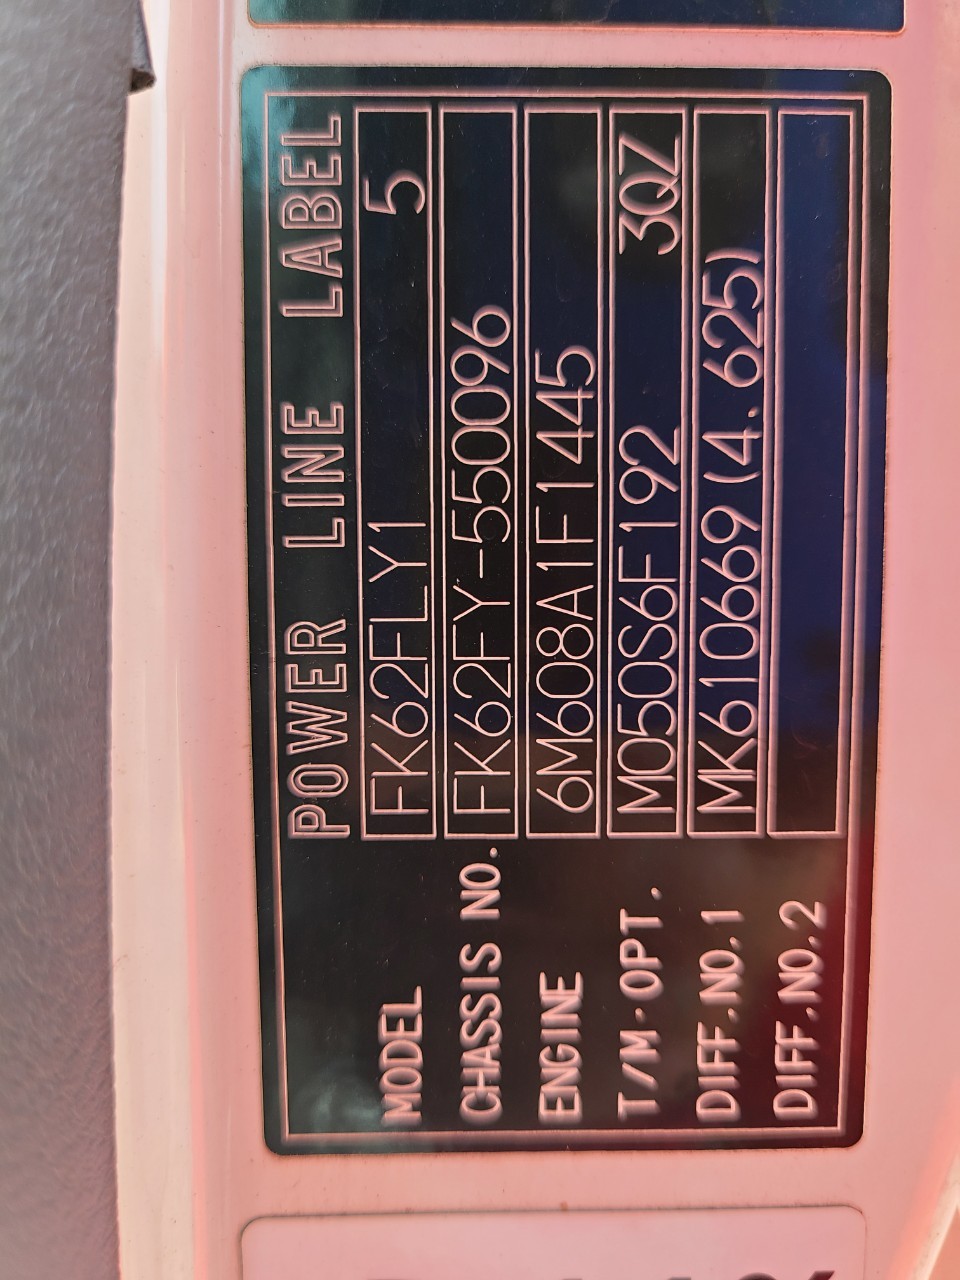 POWER LINE LABEL
MODEL FK62FLY1 5
CHASSIS NO. FK62FY-550096
ENGINE 6M608A1F1445
T/M·OPT. M050S6F192 3QZ
DIFF.NO.1 MK610669(4.625)
DIFF.NO.2